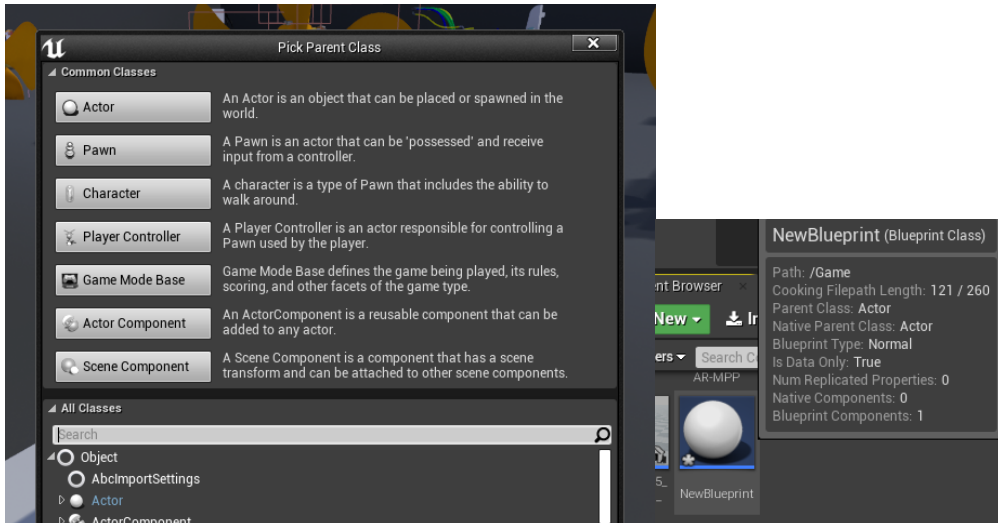 Pick Parent Class
Common Classes
Actor
An Actor is an object that can be placed or spawned in the
world.
Pawn
A Pawn is an actor that can be 'possessed' and receive
input from a controller.
Character
A character is a type of Pawn that includes the ability to
walk around.
Player Controller
A Player Controller is an actor responsible for controlling a
Pawn used by the player.
Game Mode Base
Game Mode Base defines the game being played, its rules,
scoring, and other facets of the game type.
Actor Component
An ActorComponent is a reusable component that can be
added to any actor.
Scene Component
A Scene Component is a component that has a scene
transform and can be attached to other scene components.
All Classes
Search
Object
AbcImportSettings
Actor
ActorComponent
NewBlueprint (Blueprint Class)
Path: /Game
Cooking Filepath Length: 121 / 260
Parent Class: Actor
Native Parent Class: Actor
Blueprint Type: Normal
Is Data Only: True
Num Replicated Properties: 0
Native Components: 0
Blueprint Components: 1
ent Browser
New
Ir
ers
Search Co
AR-MPP
5_
NewBlueprint